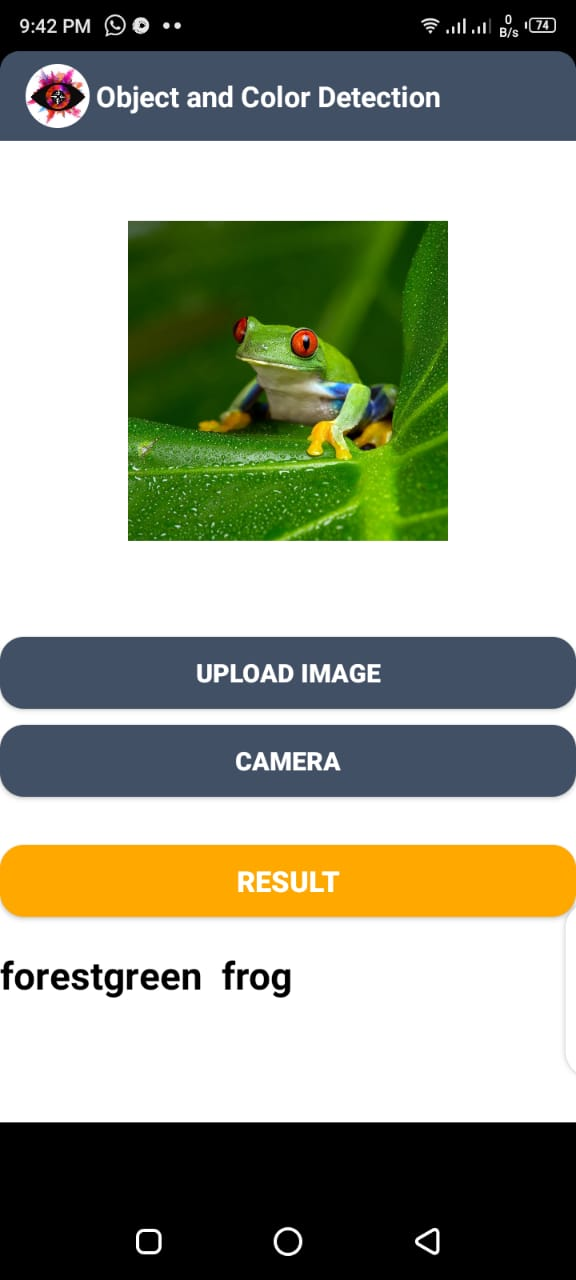 9:42 PM 0 B/s 74
Object and Color Detection
UPLOAD IMAGE
CAMERA
RESULT
forestgreen frog